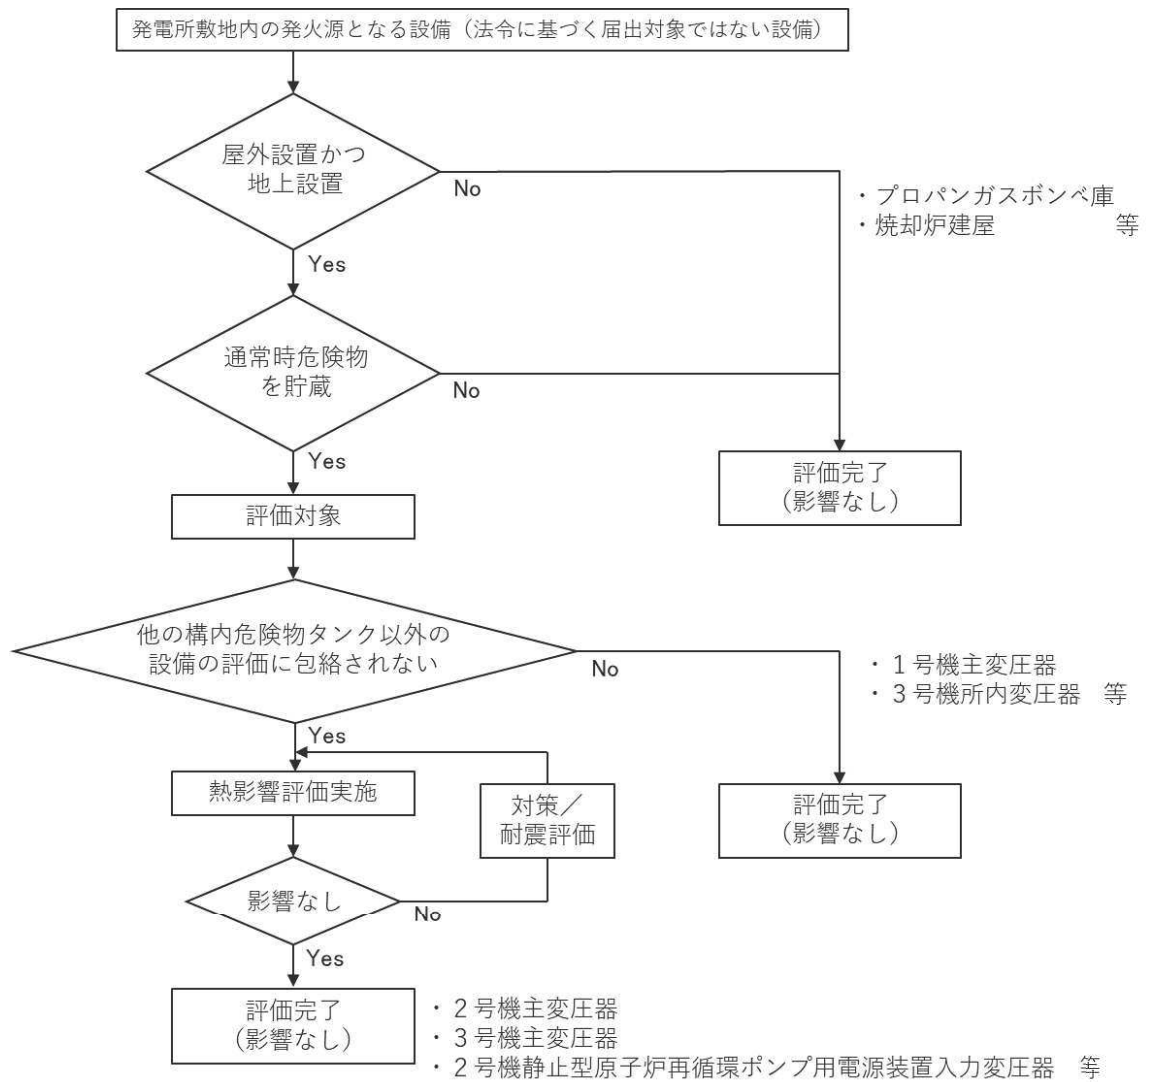 発電所敷地内の発火源となる設備（法令に基づく届出対象ではない設備）
屋外設置かつ
地上設置
No
・プロパンガスボンベ庫
・焼却炉建屋　　　　　等
Yes
通常時危険物
を貯蔵
No
Yes
評価完了
（影響なし）
評価対象
他の構内危険物タンク以外の
設備の評価に包絡されない
No
・１号機主変圧器
・３号機所内変圧器　等
Yes
熱影響評価実施
対策／
耐震評価
評価完了
（影響なし）
影響なし
No
Yes
評価完了
（影響なし）
・２号機主変圧器
・３号機主変圧器
・２号機静止型原子炉再循環ポンプ用電源装置入力変圧器　等